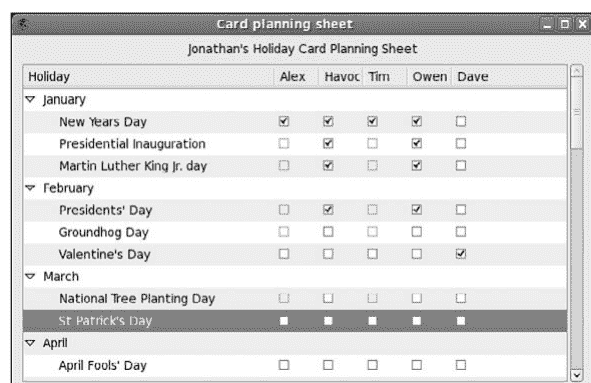 Card planning sheet
Jonathan's Holiday Card Planning Sheet
Holiday Alex Havoc Tim Owen Dave
January
New Years Day
Presidential Inauguration
Martin Luther King Jr. day
February
Presidents' Day
Groundhog Day
Valentine's Day
March
National Tree Planting Day
St Patrick's Day
April
April Fools' Day